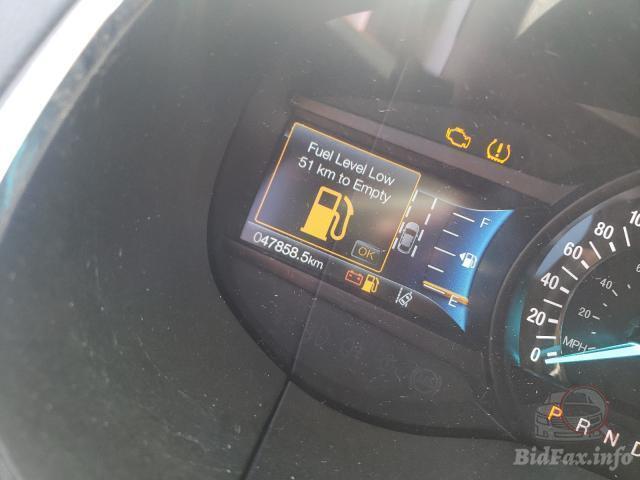 Fuel Level Low
51 km to Empty
OK
047858.5km
F
E
0
20
40
60
80
MPH
20
40
P R N D
BidFax.info